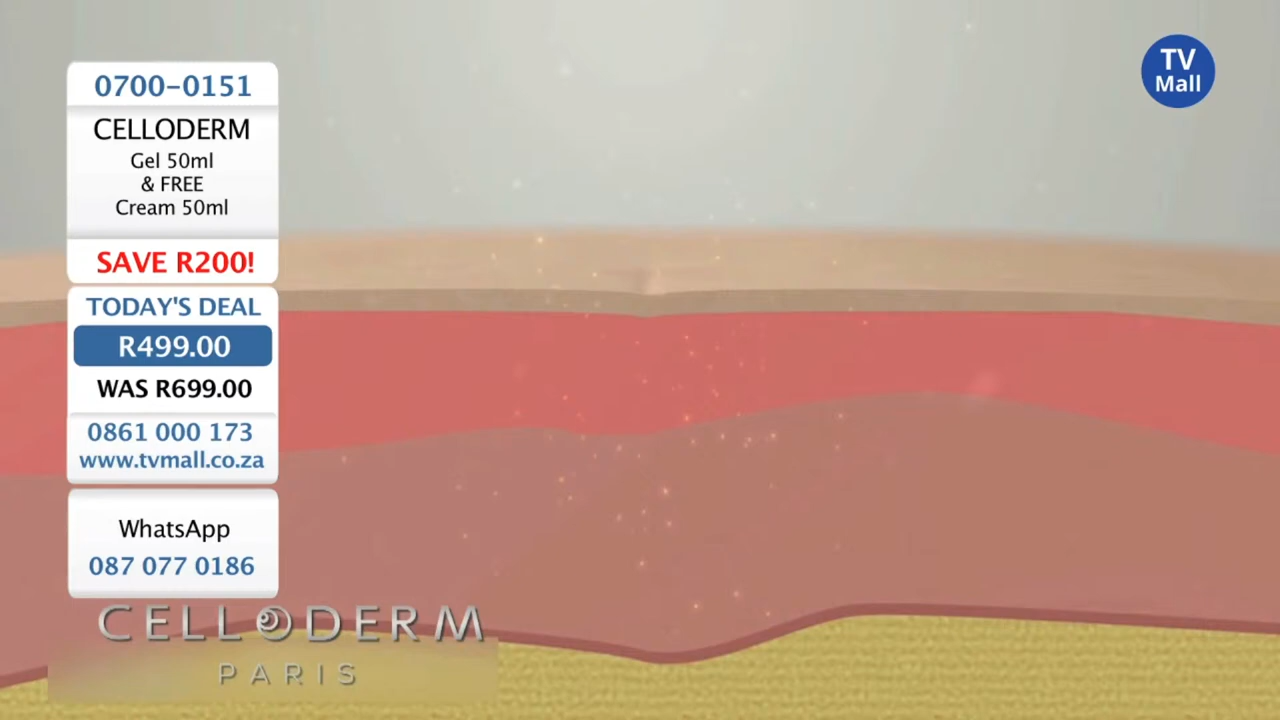 0700-0151
CELLODERM
Gel 50ml
& FREE
Cream 50ml
SAVE R200!
TODAY'S DEAL
R499.00
WAS R699.00
0861 000 173
www.tvmall.co.za
WhatsApp
087 077 0186
CELLODERM
PARIS
TV
Mall